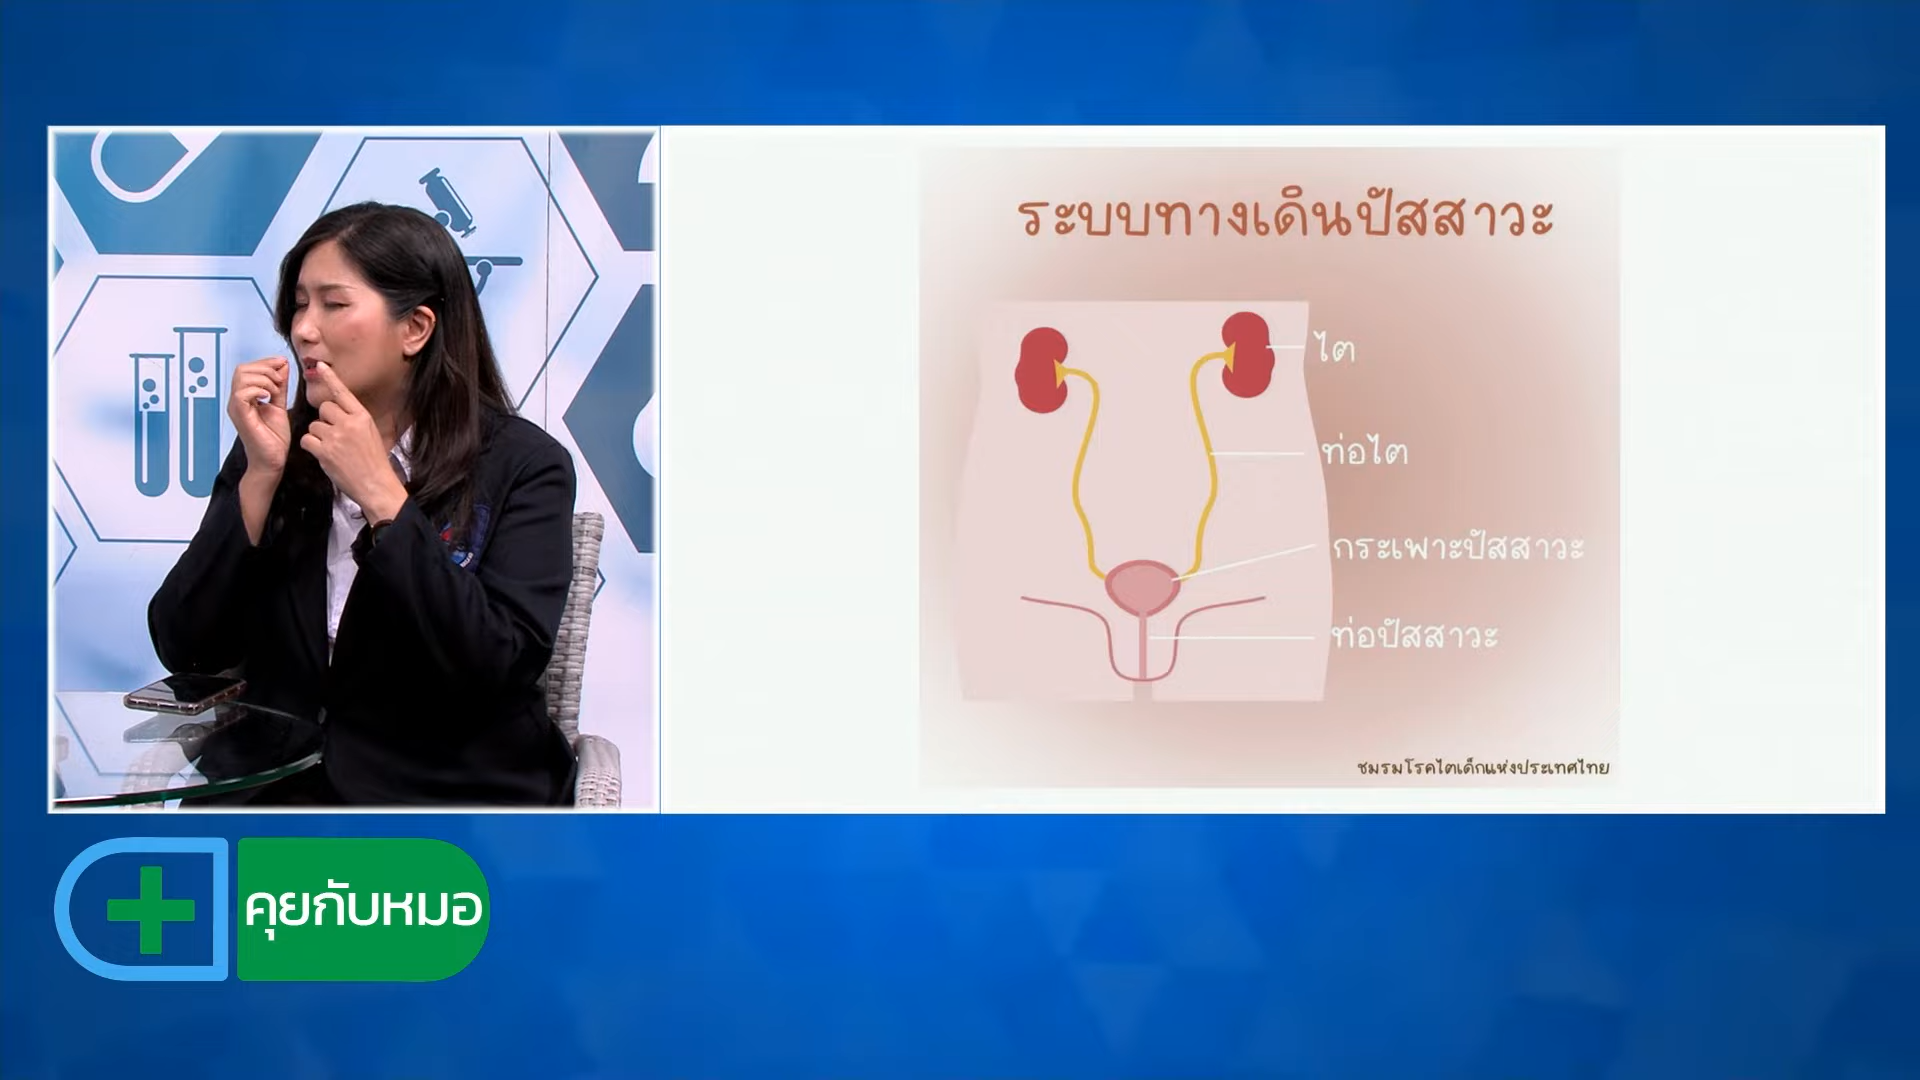 ระบบทางเดินปัสสาวะ
ไต
ท่อไต
กระเพาะปัสสาวะ
ท่อปัสสาวะ
ชมรมโรคไตเด็กแห่งประเทศไทย
คุยกับหมอ